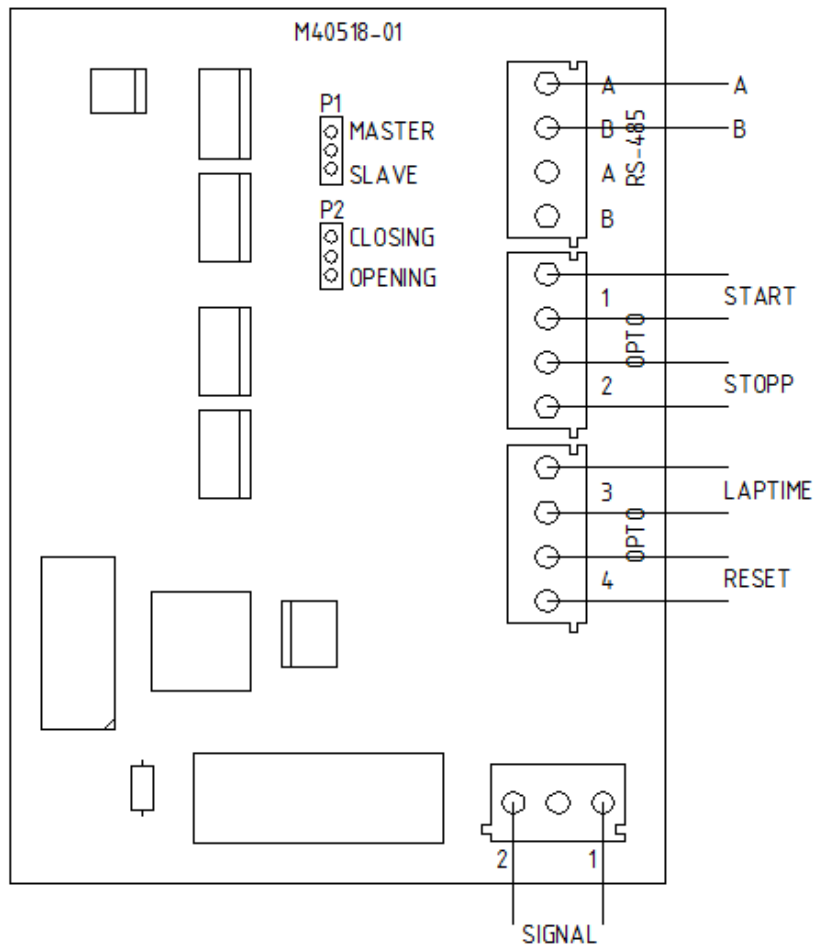 M40518-01
P1
MASTER
SLAVE
P2
CLOSING
OPENING
A
B
A
B
RS-485
A
B
1
2
OPTO
START
STOPP
3
4
OPTO
LAPTIME
RESET
2 1
SIGNAL